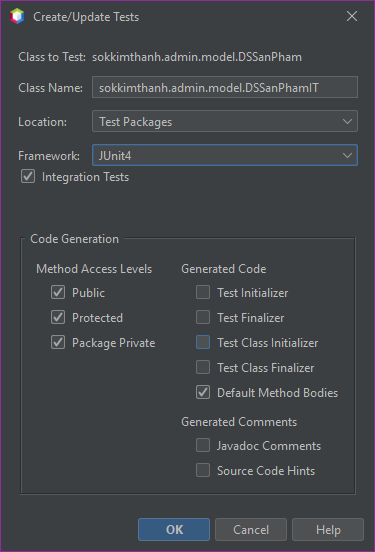 Create/Update Tests
Class to Test: sokkimthanh.admin.model.DSSanPham
Class Name: sokkimthanh.admin.model.DSSanPhamIT
Location: Test Packages
Framework: JUnit4
Integration Tests
Code Generation
Method Access Levels
Public
Protected
Package Private
Generated Code
Test Initializer
Test Finalizer
Test Class Initializer
Test Class Finalizer
Default Method Bodies
Generated Comments
Javadoc Comments
Source Code Hints
OK Cancel Help